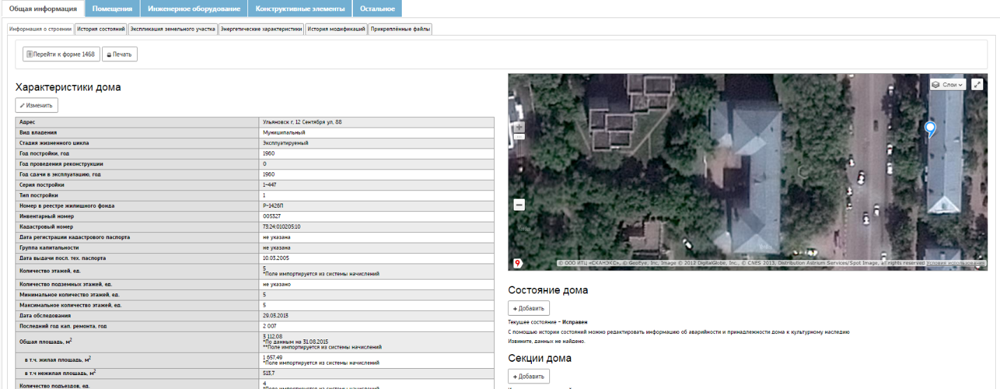 Общая информация Помещения Инженерное оборудование Конструктивные элементы Остальное
Информация о строении История состояний Экспликация земельного участка Энергетические характеристики История модификаций Прикреплённые файлы
Перейти к форме 1468 Печать
Характеристики дома
Изменить
Адрес Ульяновск г, 12 Сентября ул, 88
Вид владения Муниципальный
Стадия жизненного цикла Эксплуатируемый
Год постройки, год 1960
Год проведения реконструкции 0
Год сдачи в эксплуатацию, год 1960
Серия постройки 1-447
Тип постройки 1
Номер в реестре жилищного фонда Р-1426П
Инвентарный номер 005327
Кадастровый номер 73:24:010205:10
Дата регистрации кадастрового паспорта не указана
Группа капитальности не указана
Дата выдачи посл. тех. паспорта 10.03.2005
Количество этажей, ед. 5
*Поле импортируется из системы начислений
Количество подземных этажей, ед. не указано
Минимальное количество этажей, ед. 5
Максимальное количество этажей, ед. 5
Дата обследования 29.03.2013
Последний год кап. ремонта, год 2 007
Общая площадь, м2 3 112,08
*По данным на 31.08.2015
**Поле импортируется из системы начислений
в т.ч. жилая площадь, м2 1 657,49
*Поле импортируется из системы начислений
в т.ч нежилая площадь, м2 513,7
Количество подъездов, ед. 4
*Поле импортируется из системы начислений
Слои
© ООО ИТЦ «СКАНЭКС», © GeoEye, Inc, Image © 2012 DigitalGlobe, Inc., © CNES 2013, Distribution Astrium Services/Spot Image, all rights reserved Условия использования
Состояние дома
+ Добавить
Текущее состояние - Исправен
С помощью истории состояний можно редактировать информацию об аварийности и принадлежности дома к культурному наследию
Извините, данных не найдено.
Секции дома
+ Добавить